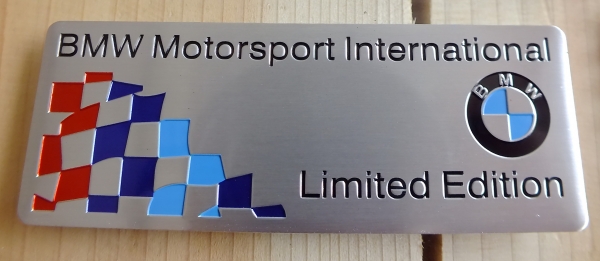 BMW Motorsport International
BMW
Limited Edition